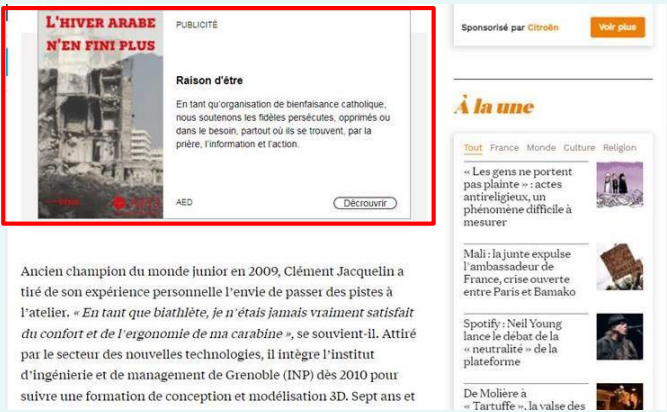 L'HIVER ARABE
N'EN FINI PLUS
PUBLICITÉ
Raison d'être
En tant qu'organisation de bienfaisance catholique,
nous soutenons les fidèles persécutes, opprimés ou
dans le besoin, partout où ils se trouvent, par la
prière, l'information et l'action.
AED
Découvrir
Ancien champion du monde junior en 2009, Clément Jacquelin a
tiré de son expérience personnelle l'envie de passer des pistes à
l'atelier. « En tant que biathlète, je n'étais jamais vraiment satisfait
du confort et de l'ergonomie de ma carabine », se souvient-il. Attiré
par le secteur des nouvelles technologies, il intègre l'institut
d'ingénierie et de management de Grenoble (INP) dès 2010 pour
suivre une formation de conception et modélisation 3D. Sept ans et
Sponsorisé par Citroën
Voir plus
À la une
Tout France Monde Culture Religion
« Les gens ne portent
pas plainte » : actes
antireligieux, un
phénomène difficile à
mesurer
Mali : la junte expulse
l'ambassadeur de
France, crise ouverte
entre Paris et Bamako
Spotify : Neil Young
lance le débat de la
« neutralité » de la
plateforme
De Molière à
« Tartuffe », la valse des